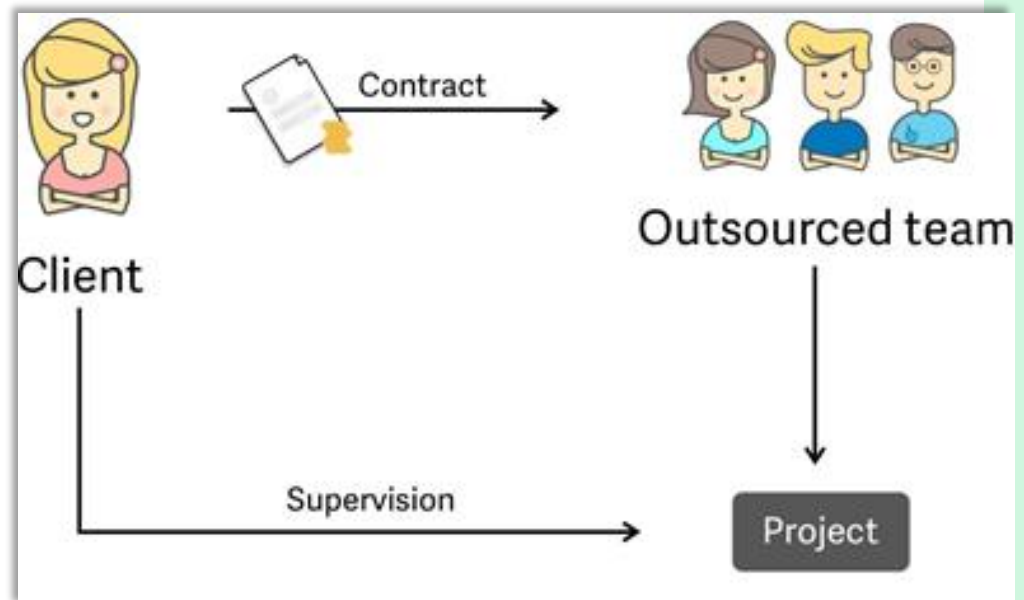 Contract
Outsourced team
Client
Supervision
Project